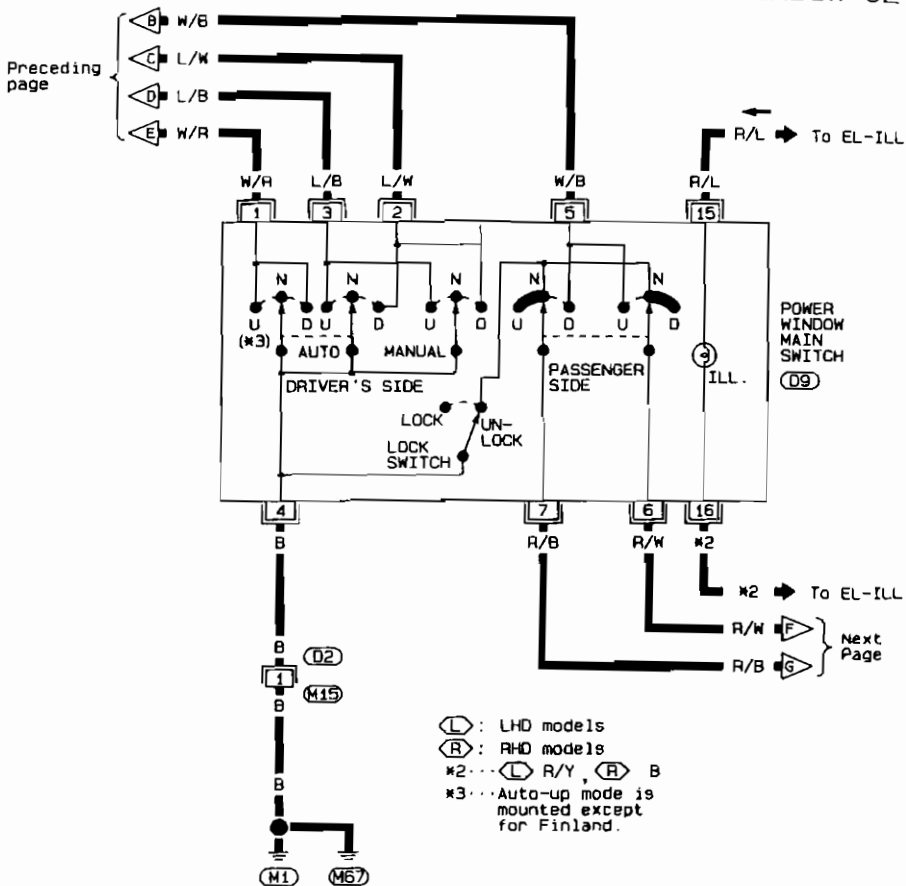 B W/B
C L/W
Preceding page
D L/B
E W/R
R/L To EL-ILL
W/R L/B L/W W/B R/L
1 3 2 5 15
N N N N N
U D U D U D U D U D
(*3)
AUTO MANUAL
DRIVER'S SIDE
PASSENGER SIDE
ILL.
POWER
WINDOW
MAIN
SWITCH
D9
LOCK UN-LOCK
LOCK
SWITCH
4 7 6 16
B R/B R/W *2
*2 To EL-ILL
R/W F
Next Page
R/B G
B
D2
1
M15
B
B
M1 M67
L : LHD models
R : RHD models
*2··· L R/Y , R B
*3···Auto-up mode is
mounted except
for Finland.